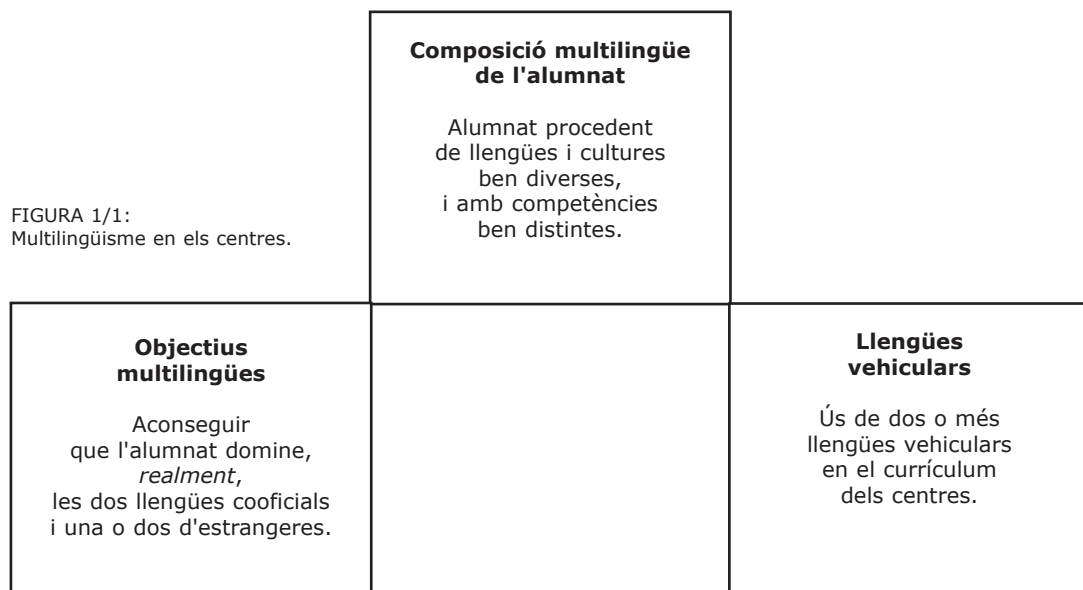 Composició multilingüe
de l'alumnat
Alumnat procedent
de llengües i cultures
ben diverses,
i amb competències
ben distintes.
FIGURA 1/1:
Multilingüisme en els centres.
Objectius
multilingües
Aconseguir
que l'alumnat domine,
realment,
les dos llengües cooficials
i una o dos d'estrangeres.
Llengües
vehiculars
Ús de dos o més
llengües vehiculars
en el currículum
dels centres.